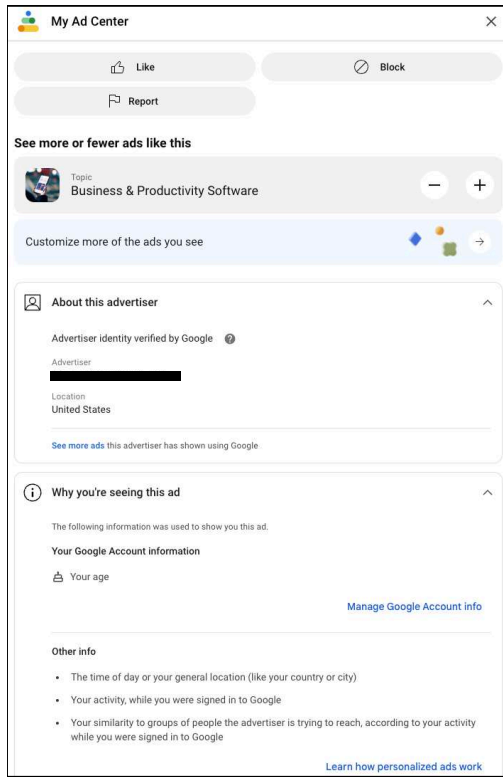 My Ad Center
Like
Block
Report
See more or fewer ads like this
Topic
Business & Productivity Software
Customize more of the ads you see
About this advertiser
Advertiser identity verified by Google
Advertiser
Location
United States
See more ads this advertiser has shown using Google
Why you're seeing this ad
The following information was used to show you this ad.
Your Google Account information
Your age
Manage Google Account info
Other info
• The time of day or your general location (like your country or city)
• Your activity, while you were signed in to Google
• Your similarity to groups of people the advertiser is trying to reach, according to your activity
while you were signed in to Google
Learn how personalized ads work